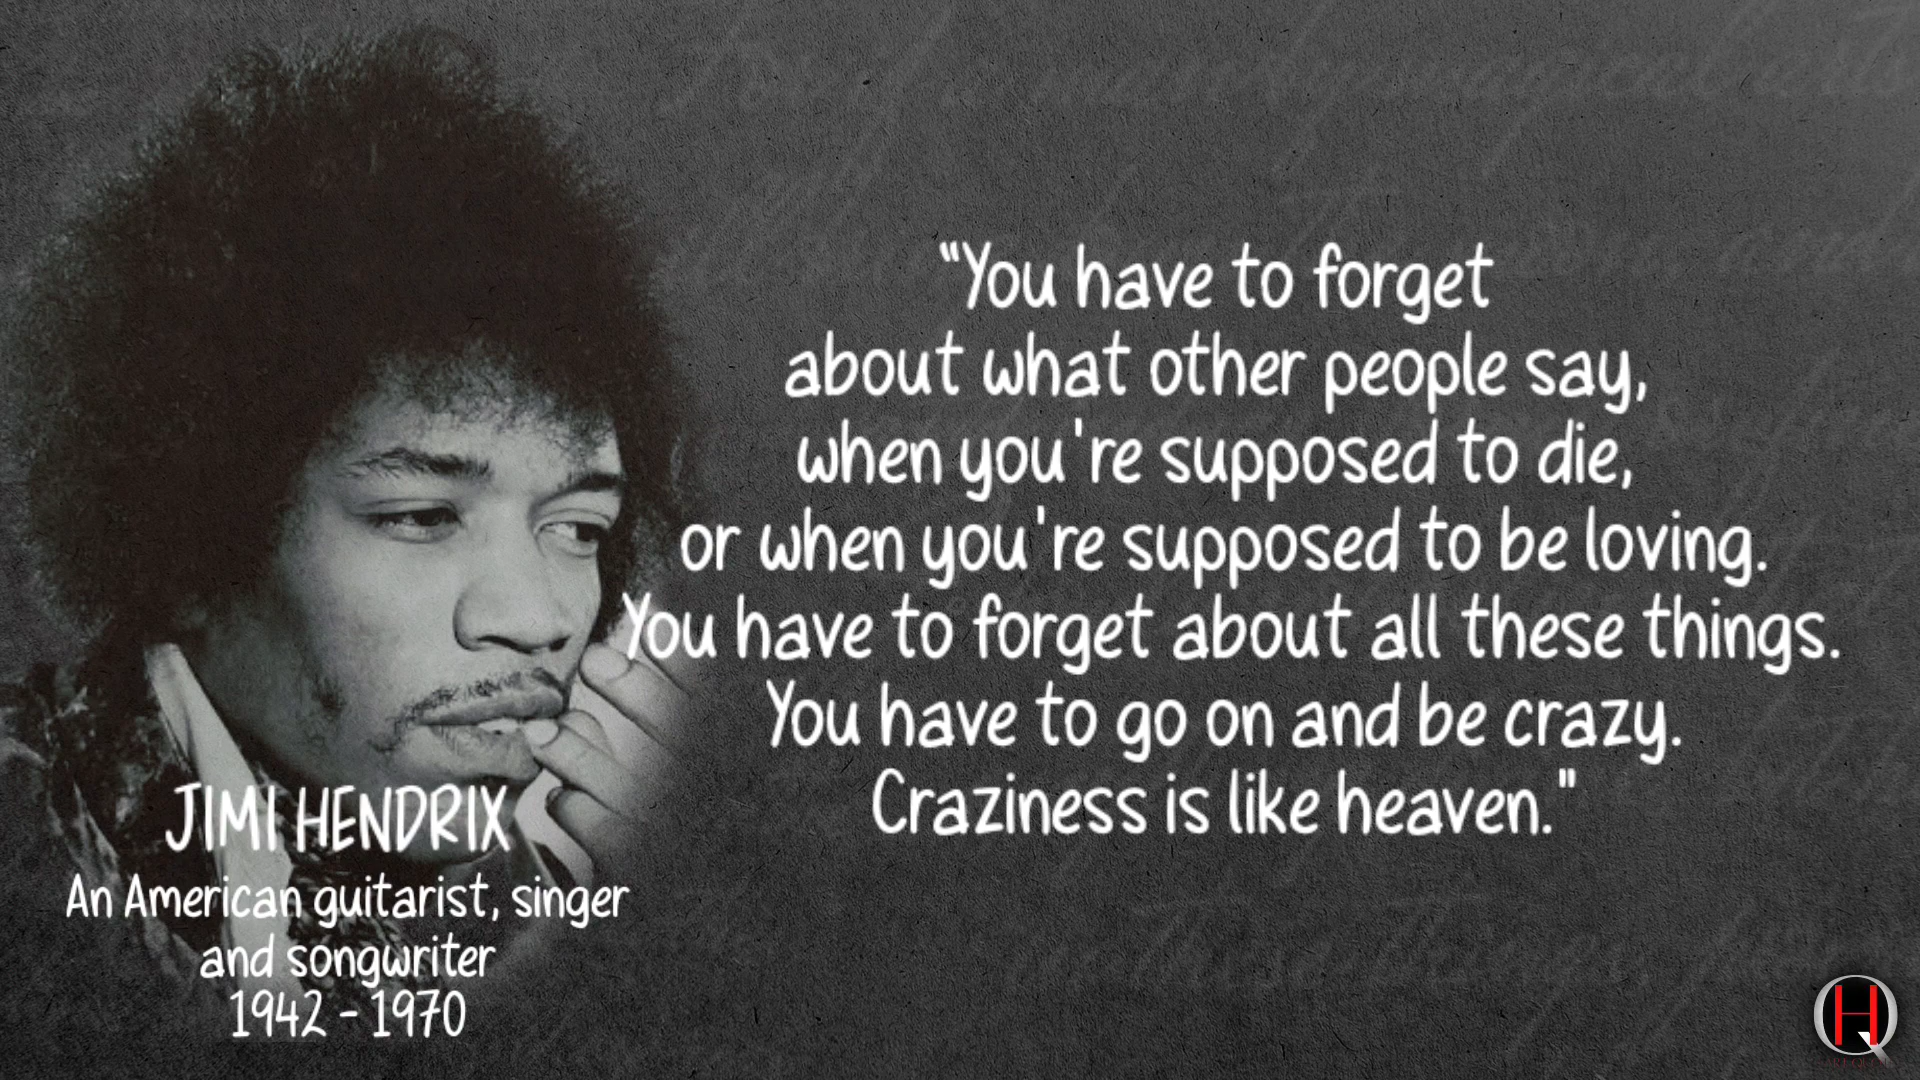 "You have to forget
about what other people say,
when you're supposed to die,
or when you're supposed to be loving.
You have to forget about all these things.
You have to go on and be crazy.
Craziness is like heaven."
JIMI HENDRIX
An American guitarist, singer
and songwriter
1942 - 1970
HQ